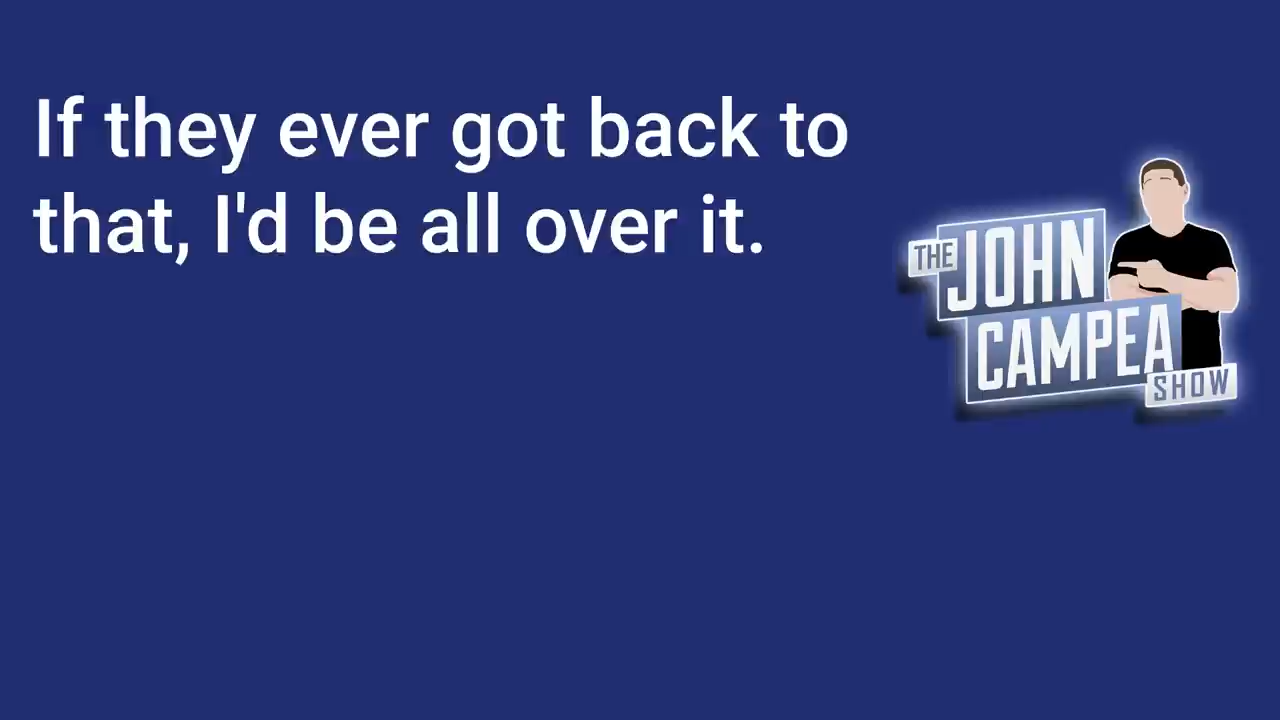 If they ever got back to
that, I'd be all over it.
THE
JOHN
CAMPEA
SHOW